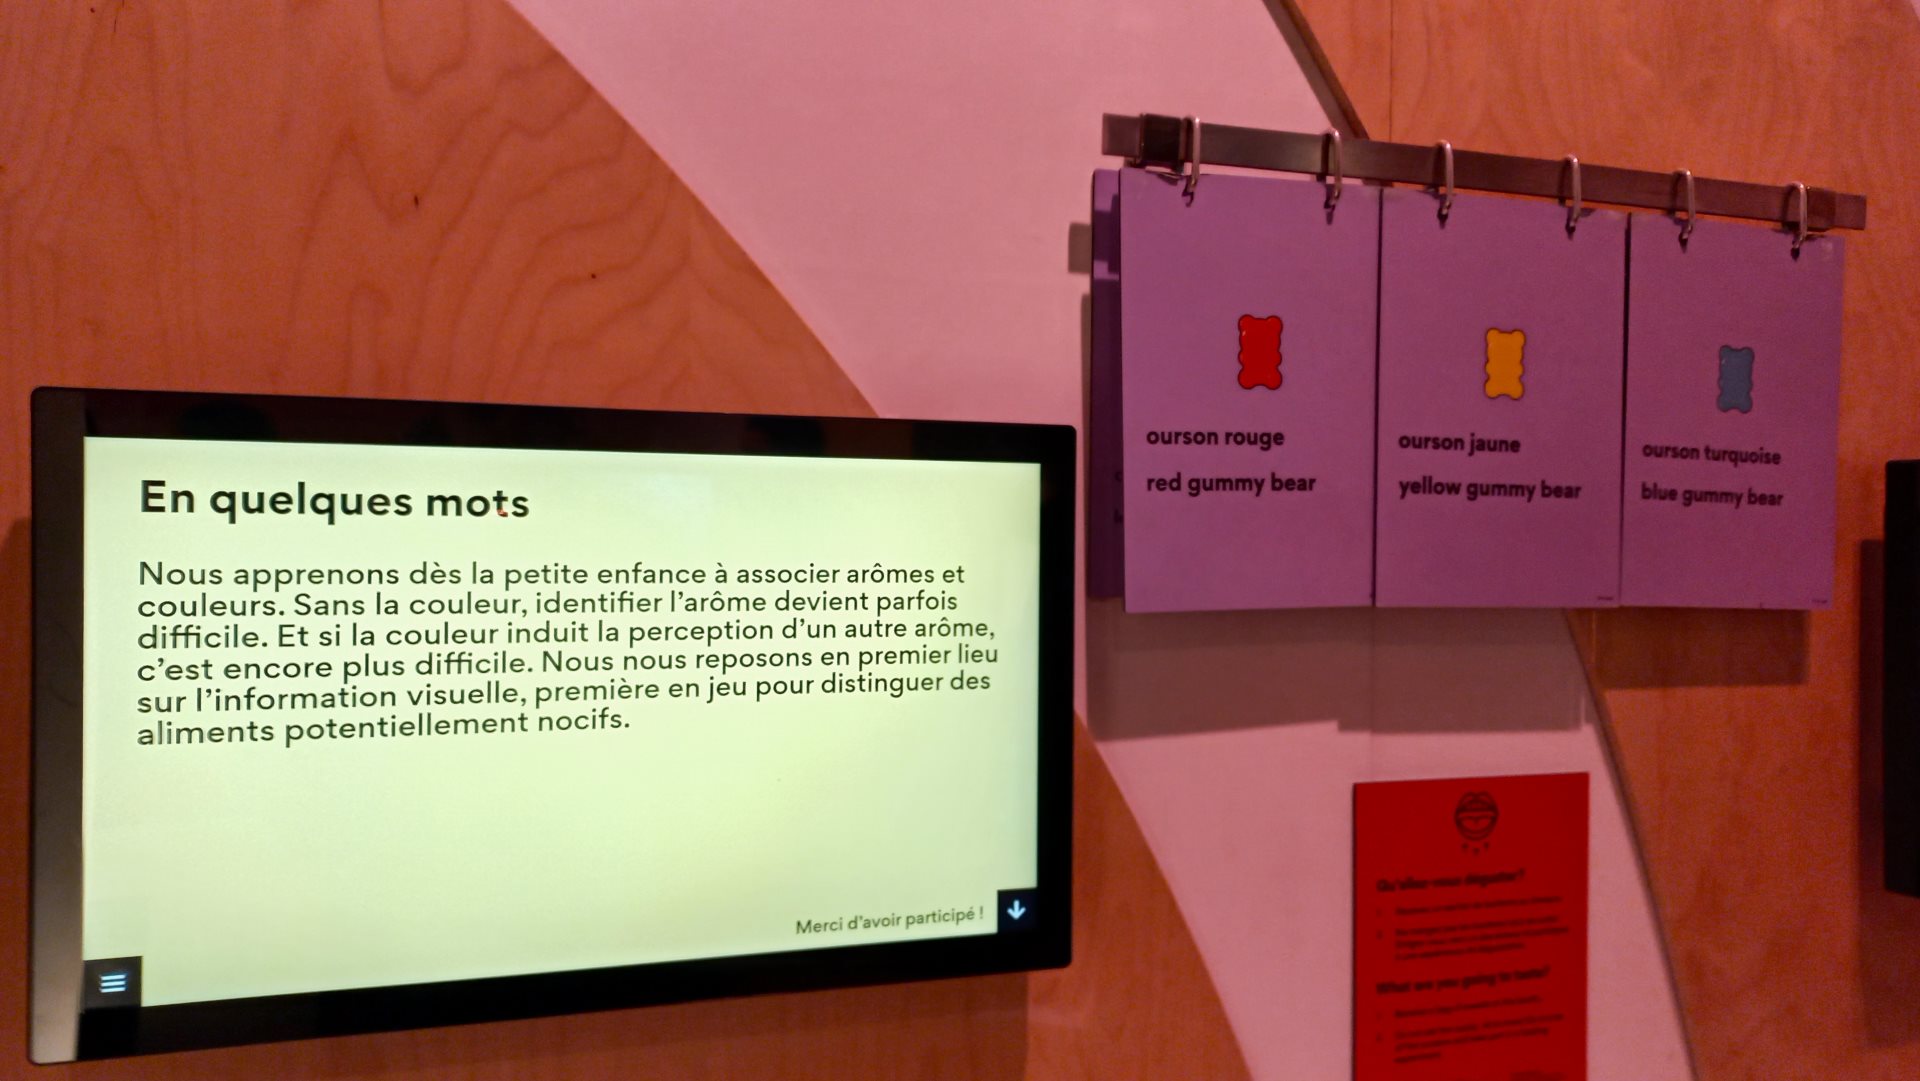 En quelques mots
Nous apprenons dès la petite enfance à associer arômes et
couleurs. Sans la couleur, identifier l'arôme devient parfois
difficile. Et si la couleur induit la perception d'un autre arôme,
c'est encore plus difficile. Nous nous reposons en premier lieu
sur l'information visuelle, première en jeu pour distinguer des
aliments potentiellement nocifs.
Merci d'avoir participé !
ourson rouge
red gummy bear
ourson jaune
yellow gummy bear
ourson turquoise
blue gummy bear
Qu'allez-vous déguster?
What are you going to taste?